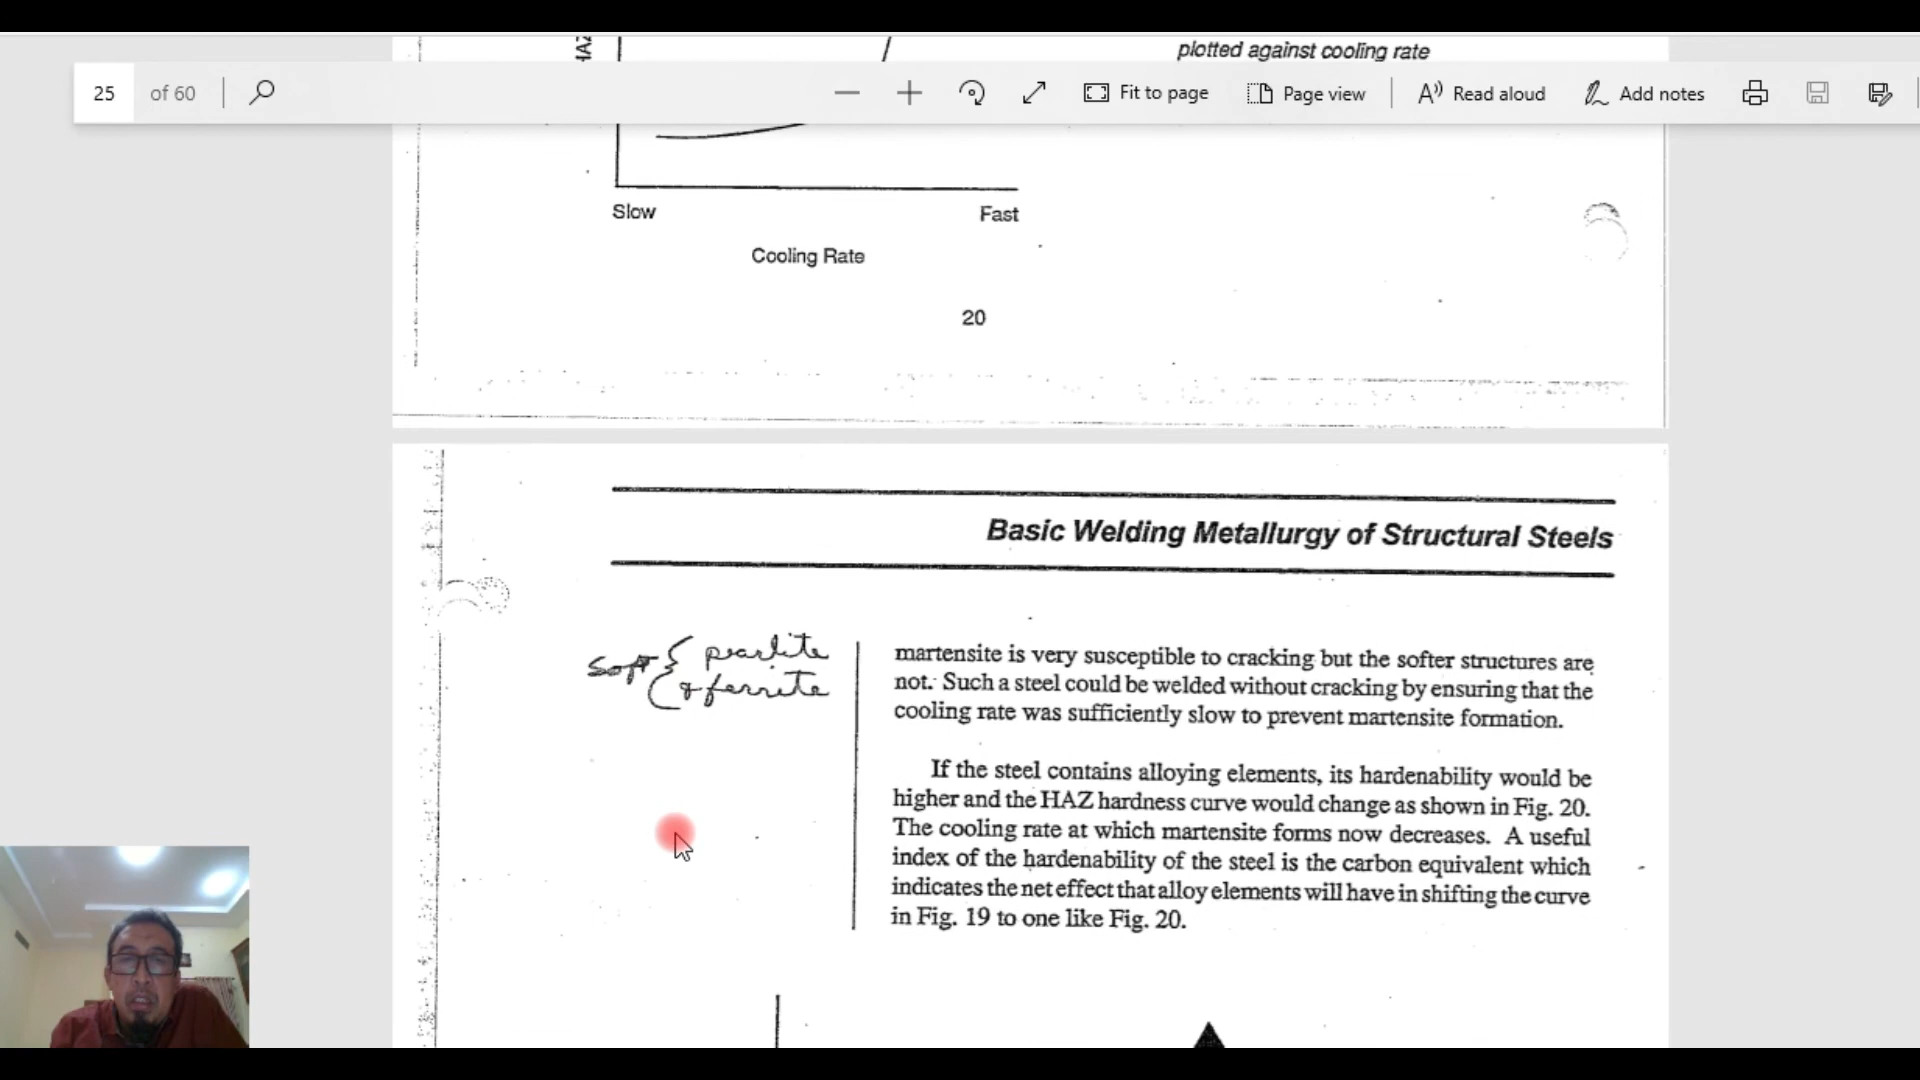 plotted against cooling rate
25 of 60 Fit to page Page view Read aloud Add notes
Slow Fast
Cooling Rate
20
Basic Welding Metallurgy of Structural Steels
soft pearlite
& ferrite
martensite is very susceptible to cracking but the softer structures are
not. Such a steel could be welded without cracking by ensuring that the
cooling rate was sufficiently slow to prevent martensite formation.
If the steel contains alloying elements, its hardenability would be
higher and the HAZ hardness curve would change as shown in Fig. 20.
The cooling rate at which martensite forms now decreases. A useful
index of the hardenability of the steel is the carbon equivalent which
indicates the net effect that alloy elements will have in shifting the curve
in Fig. 19 to one like Fig. 20.